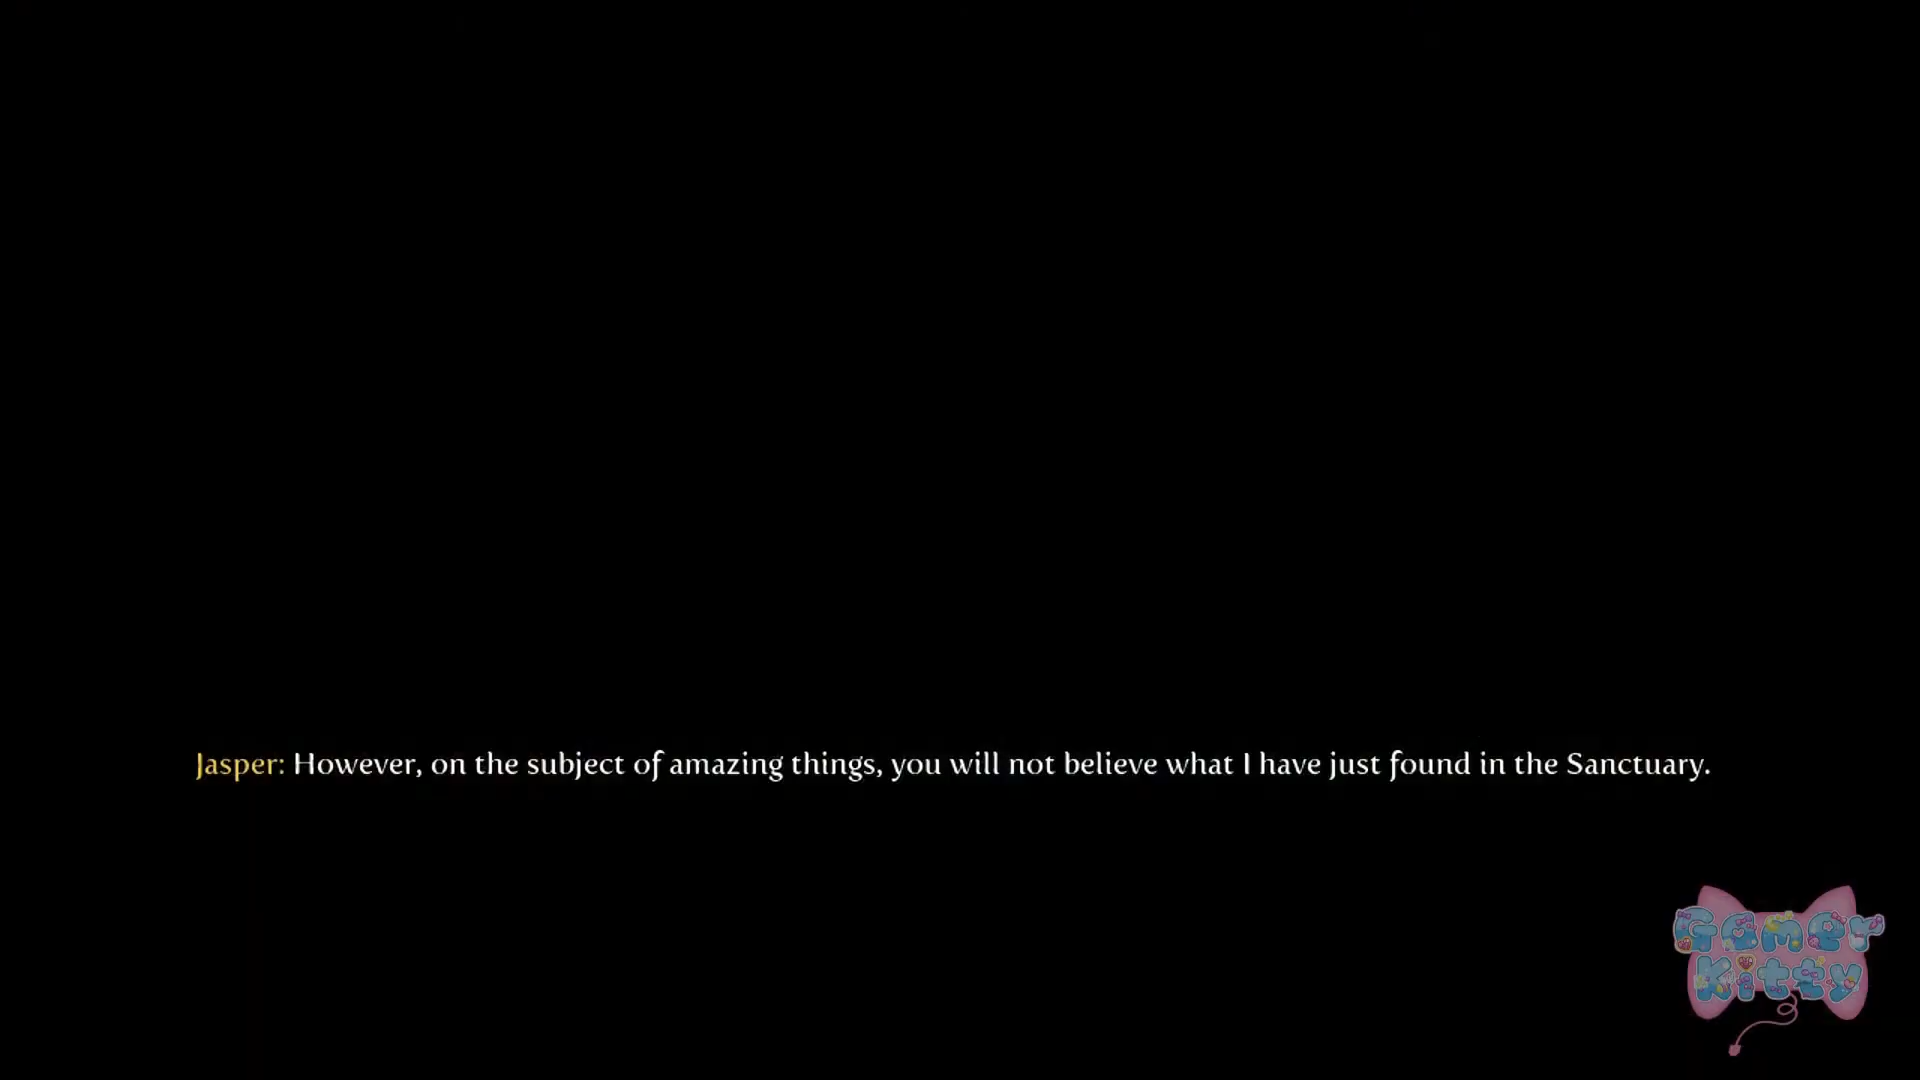 Jasper: However, on the subject of amazing things, you will not believe what I have just found in the Sanctuary.
Gamer
Kitty